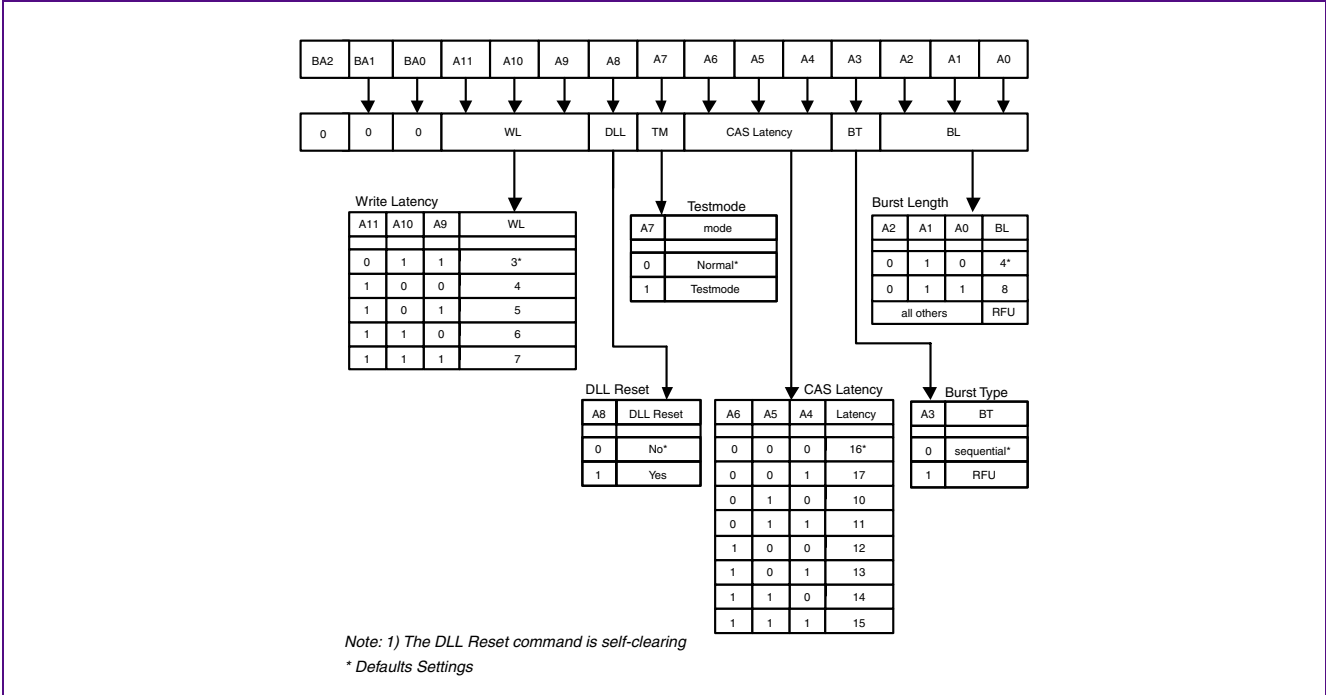 BA2 BA1 BA0 A11 A10 A9 A8 A7 A6 A5 A4 A3 A2 A1 A0
0 0 0 WL DLL TM CAS Latency BT BL
Write Latency
A11 A10 A9 WL
0 1 1 3*
1 0 0 4
1 0 1 5
1 1 0 6
1 1 1 7
Testmode
A7 mode
0 Normal*
1 Testmode
Burst Length
A2 A1 A0 BL
0 1 0 4*
0 1 1 8
all others RFU
DLL Reset
A8 DLL Reset
0 No*
1 Yes
CAS Latency
A6 A5 A4 Latency
0 0 0 16*
0 0 1 17
0 1 0 10
0 1 1 11
1 0 0 12
1 0 1 13
1 1 0 14
1 1 1 15
Burst Type
A3 BT
0 sequential*
1 RFU
Note: 1) The DLL Reset command is self-clearing
* Defaults Settings